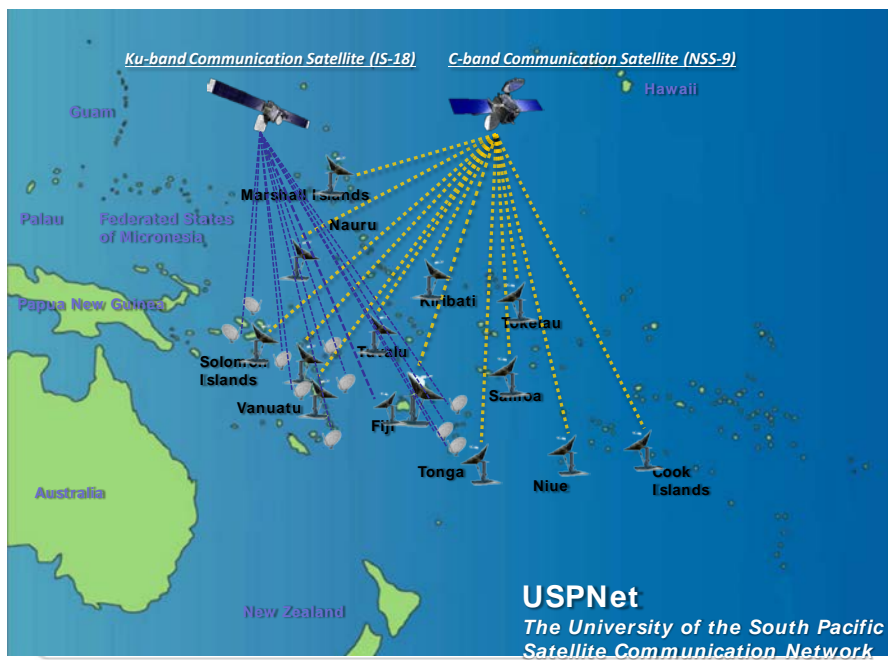 Ku-band Communication Satellite (IS-18)
C-band Communication Satellite (NSS-9)
Hawaii
Guam
Marshall Islands
Palau
Federated States
of Micronesia
Nauru
Papua New Guinea
Kiribati
Tokelau
Tuvalu
Solomon
Islands
Samoa
Vanuatu
Fiji
Tonga
Niue
Cook
Islands
Australia
New Zealand
USPNet
The University of the South Pacific
Satellite Communication Network